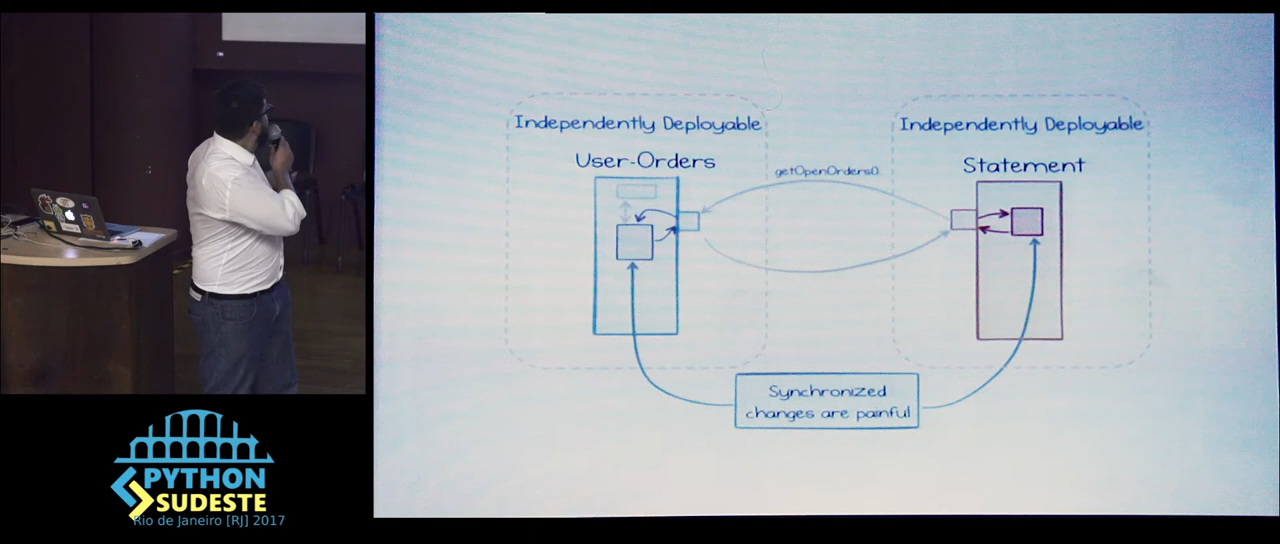 Independently Deployable
User-Orders
getOpenOrders()
Independently Deployable
Statement
Synchronized
changes are painful
PYTHON
SUDESTE
Rio de Janeiro [RJ] 2017